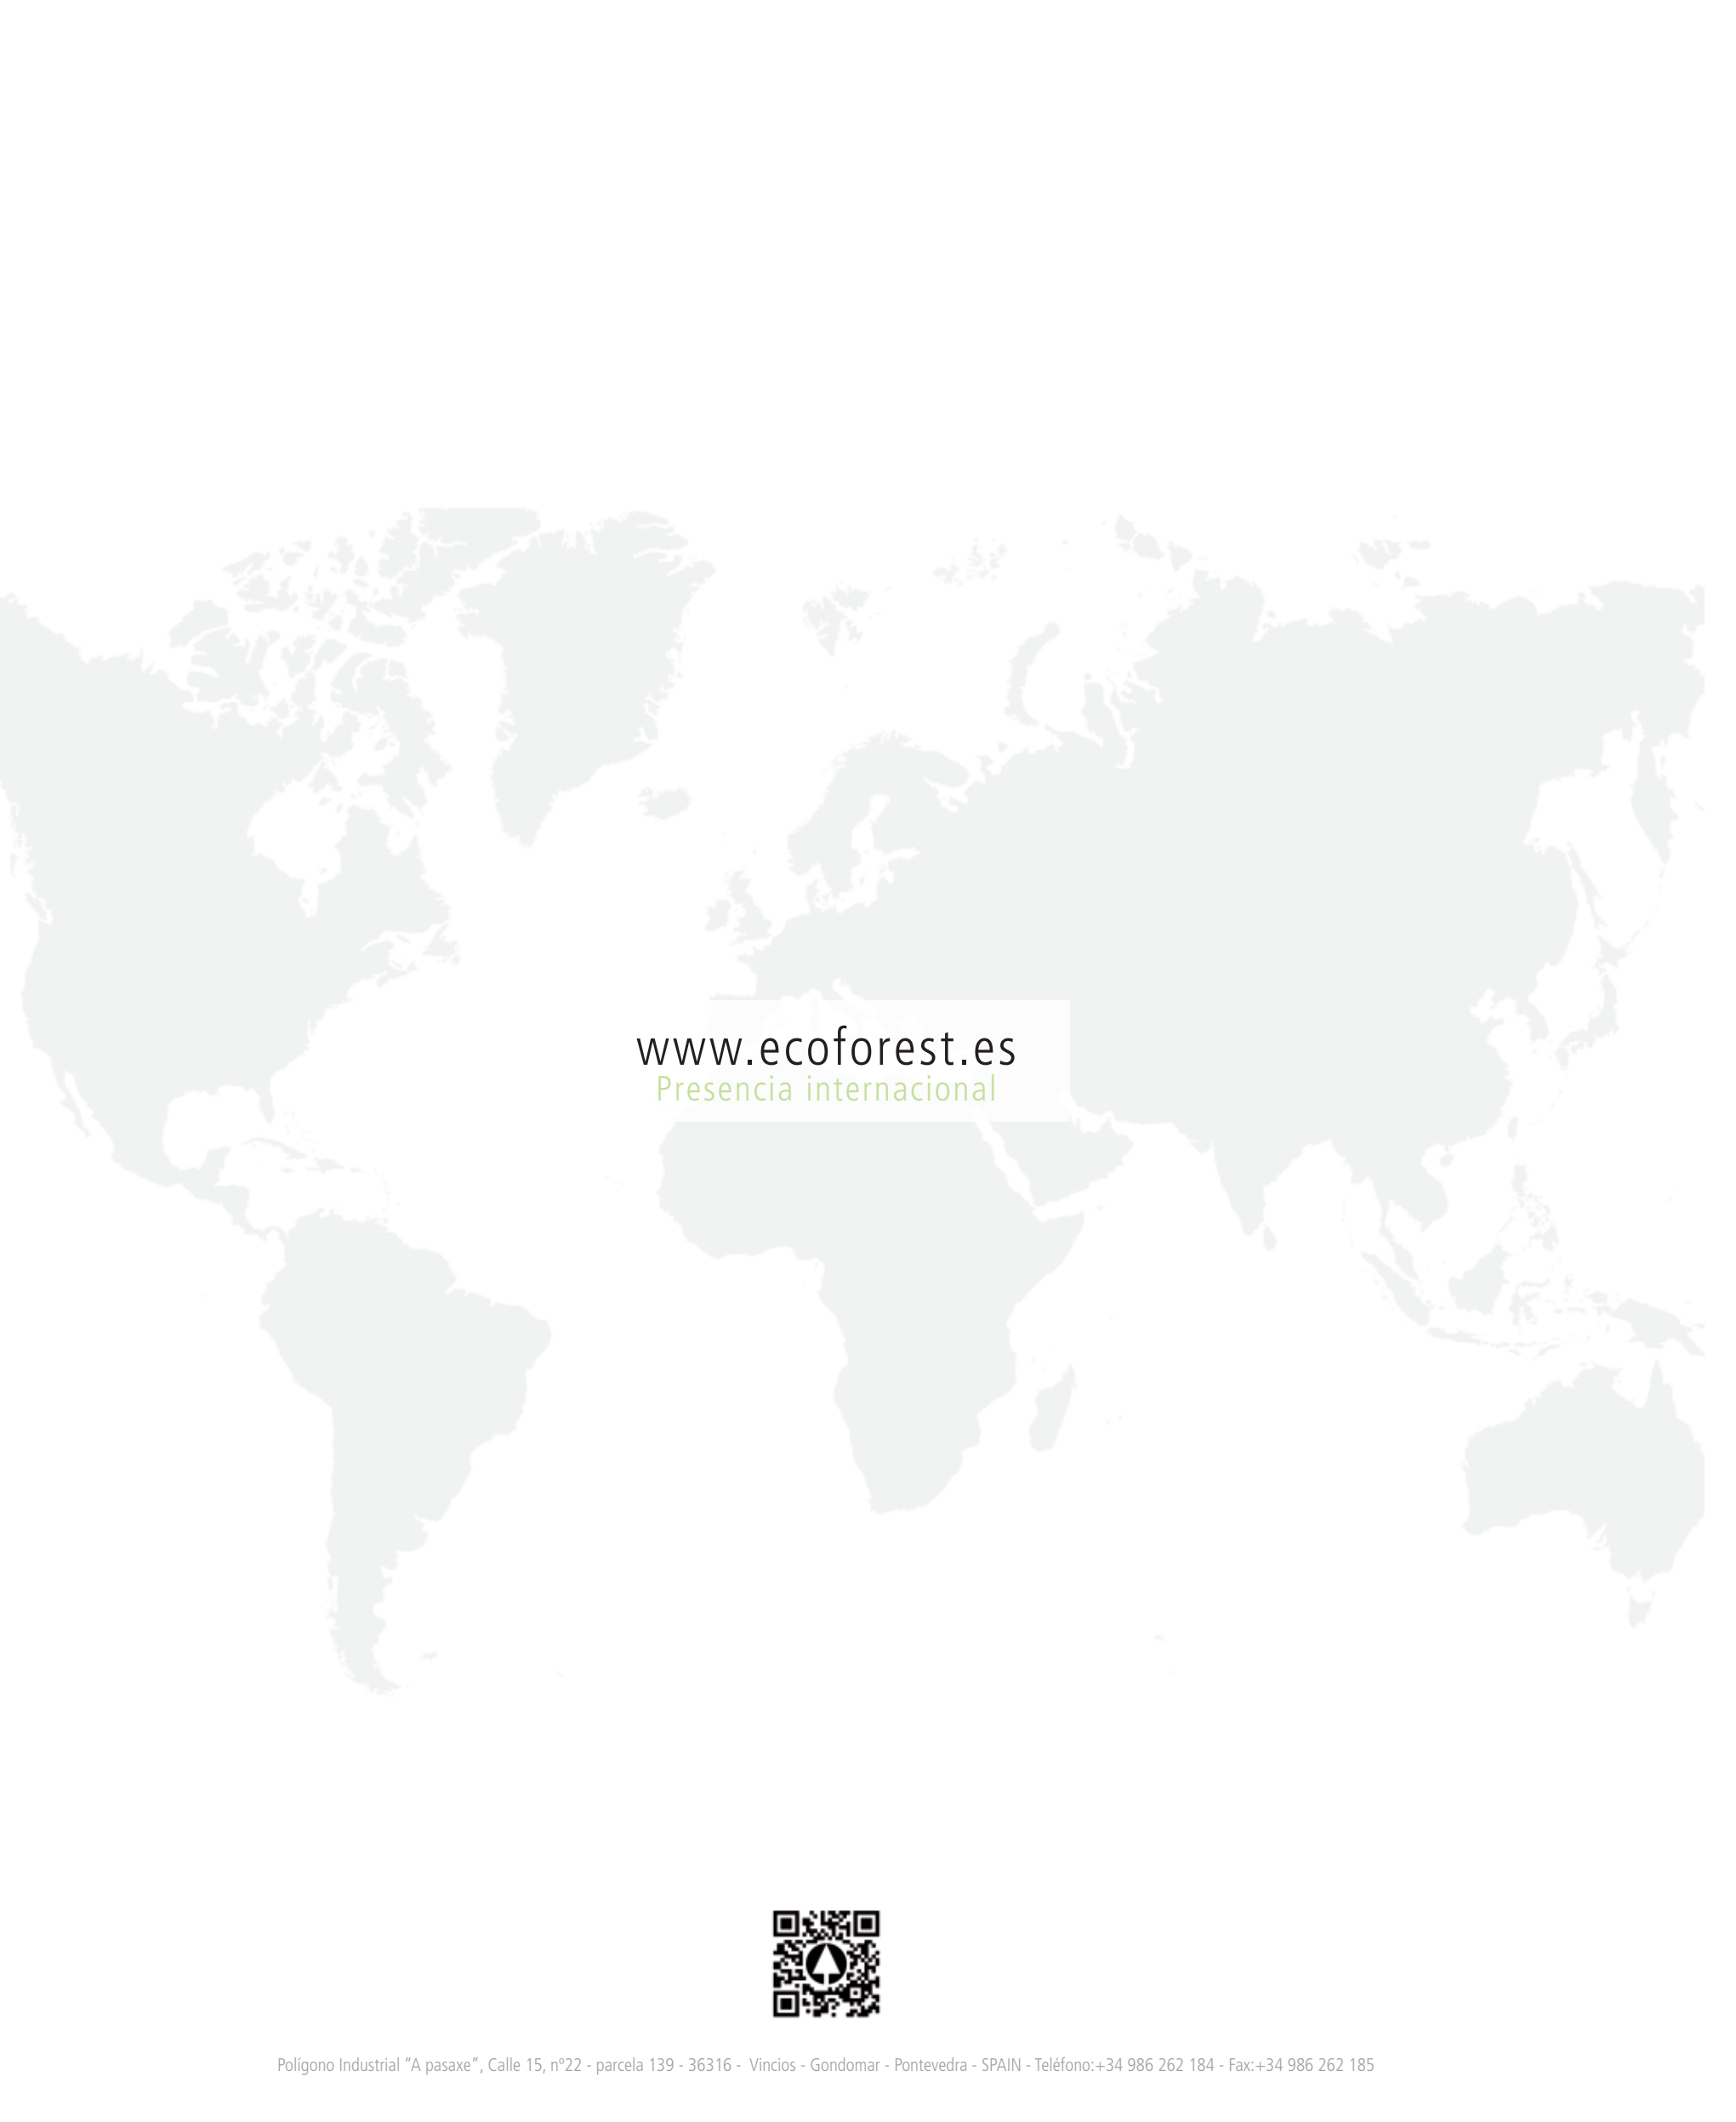 www.ecoforest.es
Presencia internacional
Polígono Industrial “A pasaxe”, Calle 15, nº22 - parcela 139 - 36316 -  Vincios - Gondomar - Pontevedra - SPAIN - Teléfono:+34 986 262 184 - Fax:+34 986 262 185